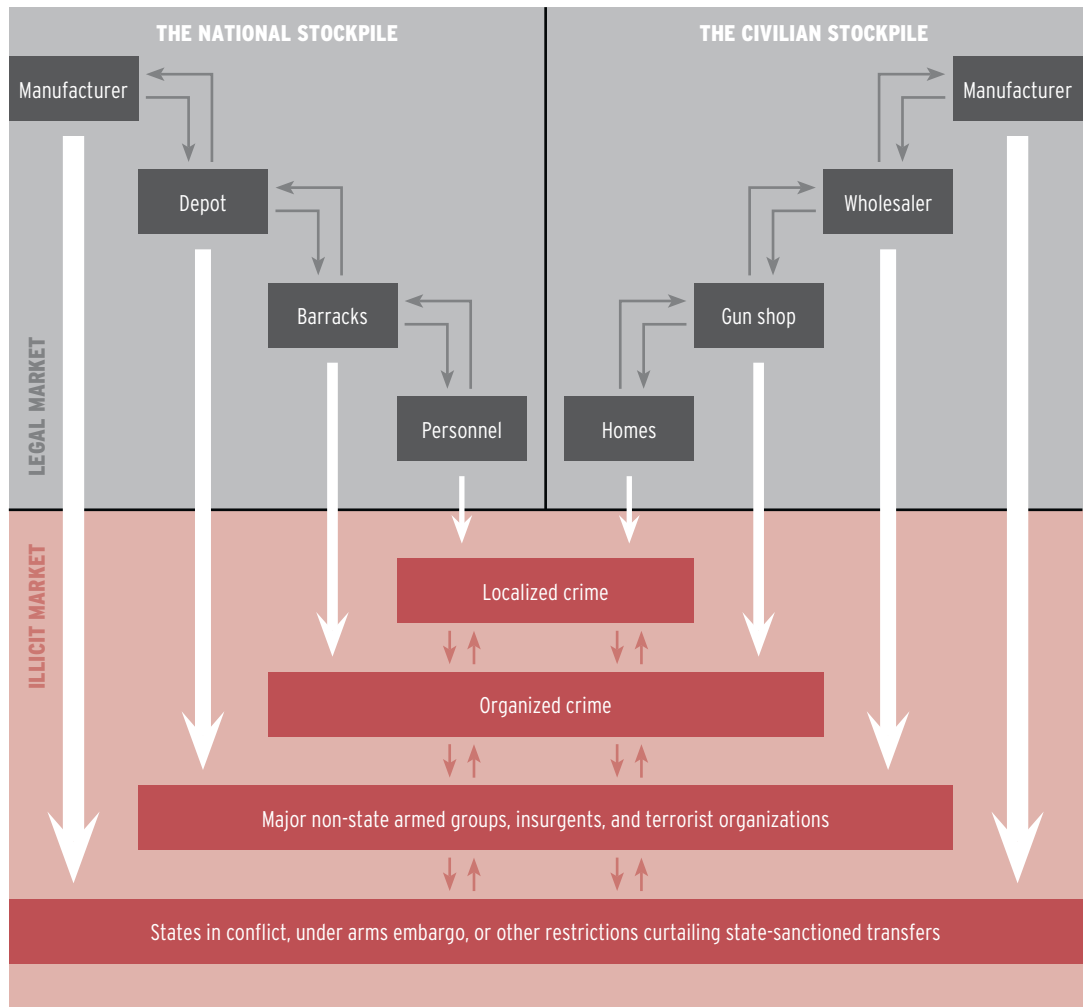 THE NATIONAL STOCKPILE
THE CIVILIAN STOCKPILE
Manufacturer
Manufacturer
Depot
Wholesaler
Barracks
Gun shop
LEGAL MARKET
Personnel
Homes
ILLICIT MARKET
Localized crime
Organized crime
Major non-state armed groups, insurgents, and terrorist organizations
States in conflict, under arms embargo, or other restrictions curtailing state-sanctioned transfers